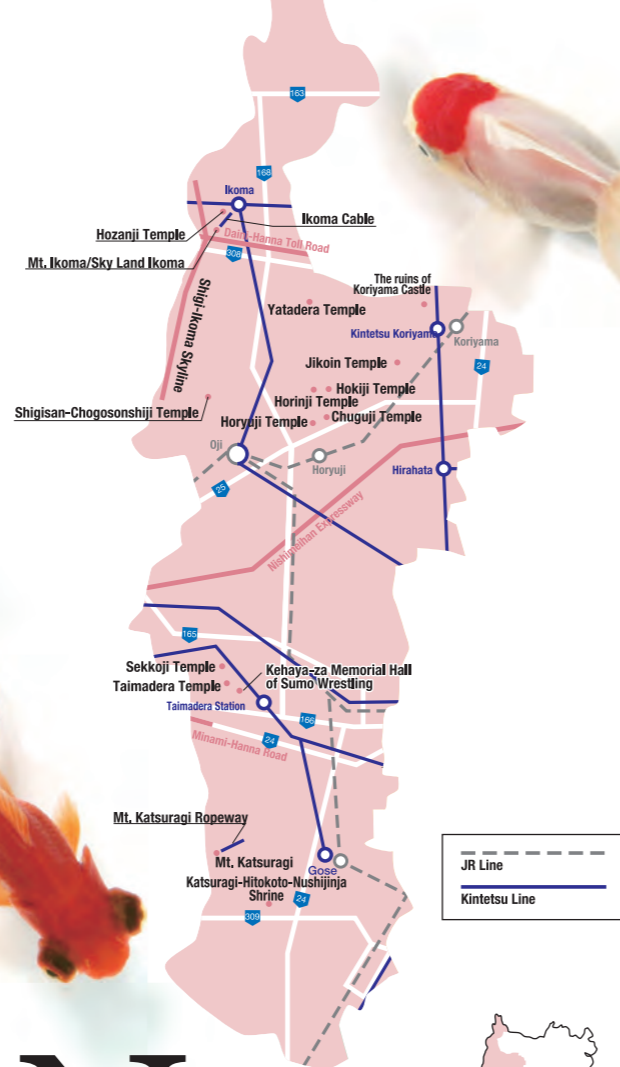 163
168
Ikoma
Ikoma Cable
Hozanji Temple
Daini-Hanna Toll Road
308
Mt. Ikoma/Sky Land Ikoma
Shigi-Ikoma Skyline
The ruins of
Koriyama Castle
Yatadera Temple
Kintetsu Koriyama
Koriyama
Jikoin Temple
24
Hokiji Temple
Horinji Temple
Shigisan-Chogosonshiji Temple
Chuguji Temple
Horyuji Temple
Oji
Horyuji
Hirahata
25
Nishimeihan Expressway
165
Sekkoji Temple
Kehaya-za Memorial Hall
of Sumo Wrestling
Taimadera Temple
Taimadera Station
166
24
Minami-Hanna Road
Mt. Katsuragi Ropeway
Mt. Katsuragi
Gose
Katsuragi-Hitokoto-Nushijinja
Shrine
24
309
JR Line
Kintetsu Line